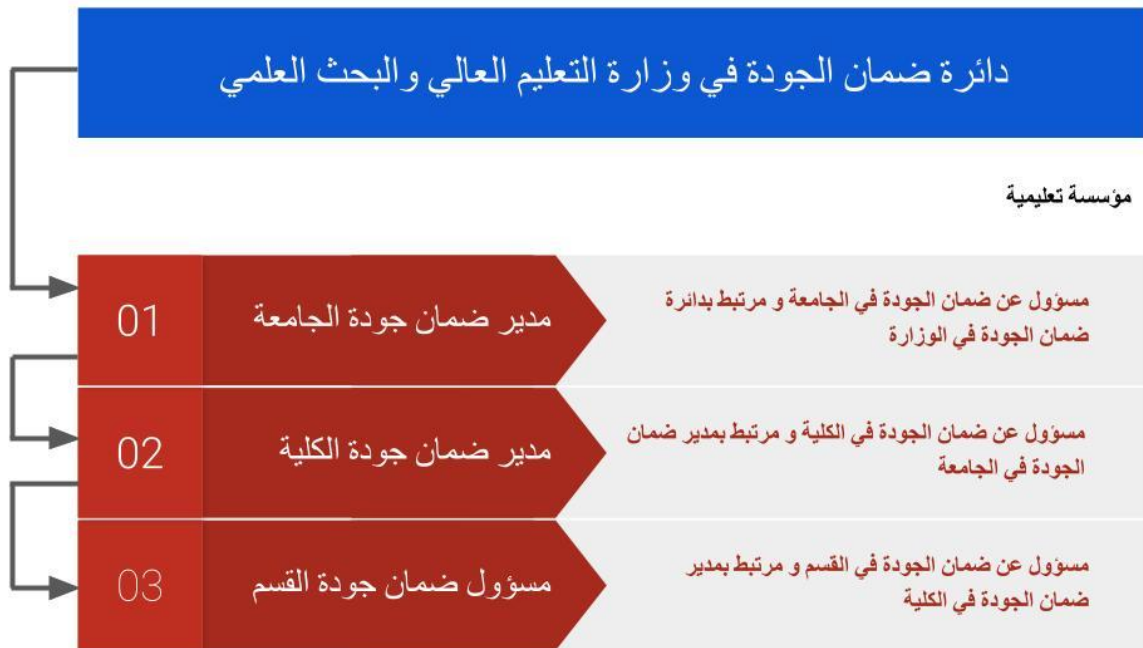 دائرة ضمان الجودة في وزارة التعليم العالي والبحث العلمي
مؤسسة تعليمية
01
مدير ضمان جودة الجامعة
مسؤول عن ضمان الجودة في الجامعة و مرتبط بدائرة
ضمان الجودة في الوزارة
02
مدير ضمان جودة الكلية
مسؤول عن ضمان الجودة في الكلية و مرتبط بمدير ضمان
الجودة في الجامعة
03
مسؤول ضمان جودة القسم
مسؤول عن ضمان الجودة في القسم و مرتبط بمدير
ضمان الجودة في الكلية